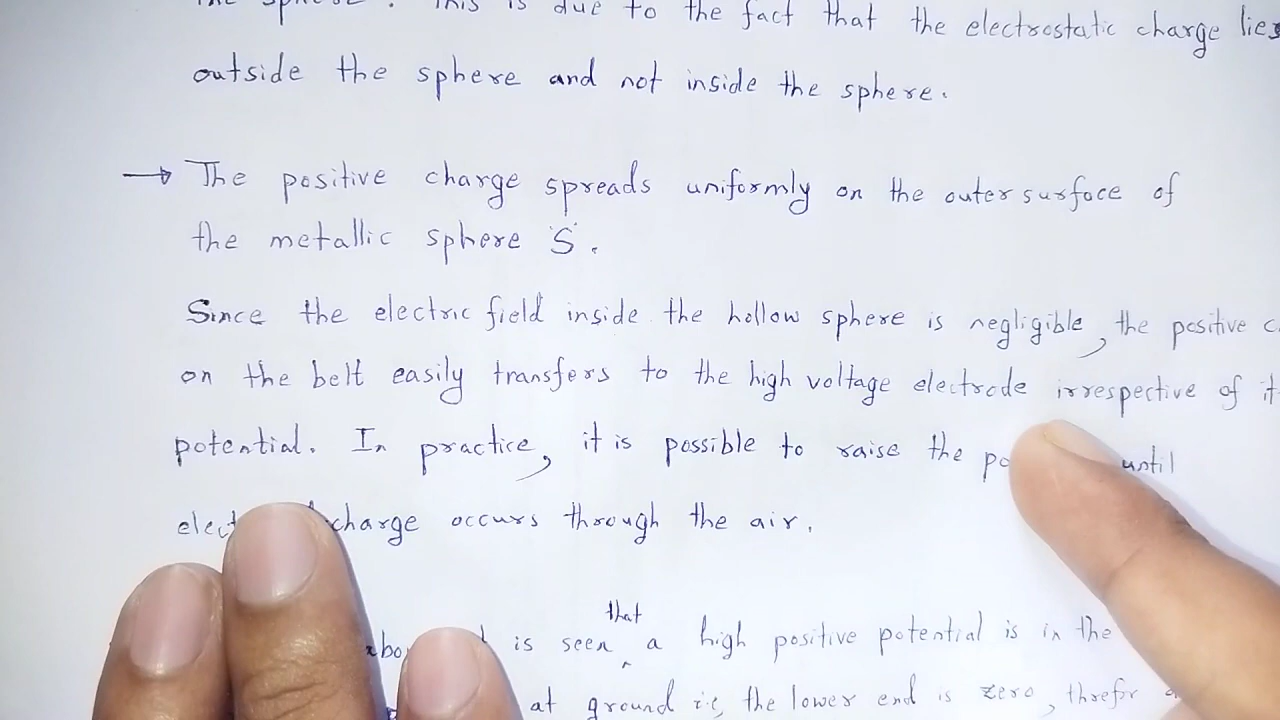 the sphere. This is due to the fact that the electrostatic charge lies
outside the sphere and not inside the sphere.
→ The positive charge spreads uniformly on the outer surface of
the metallic sphere 'S'.
Since the electric field inside the hollow sphere is negligible, the positive
on the belt easily transfers to the high voltage electrode irrespective of
potential. In practice, it is possible to raise the until
charge occurs through the air.
is seen that a high positive potential is in the
at ground i.e, the lower end is zero, threfor